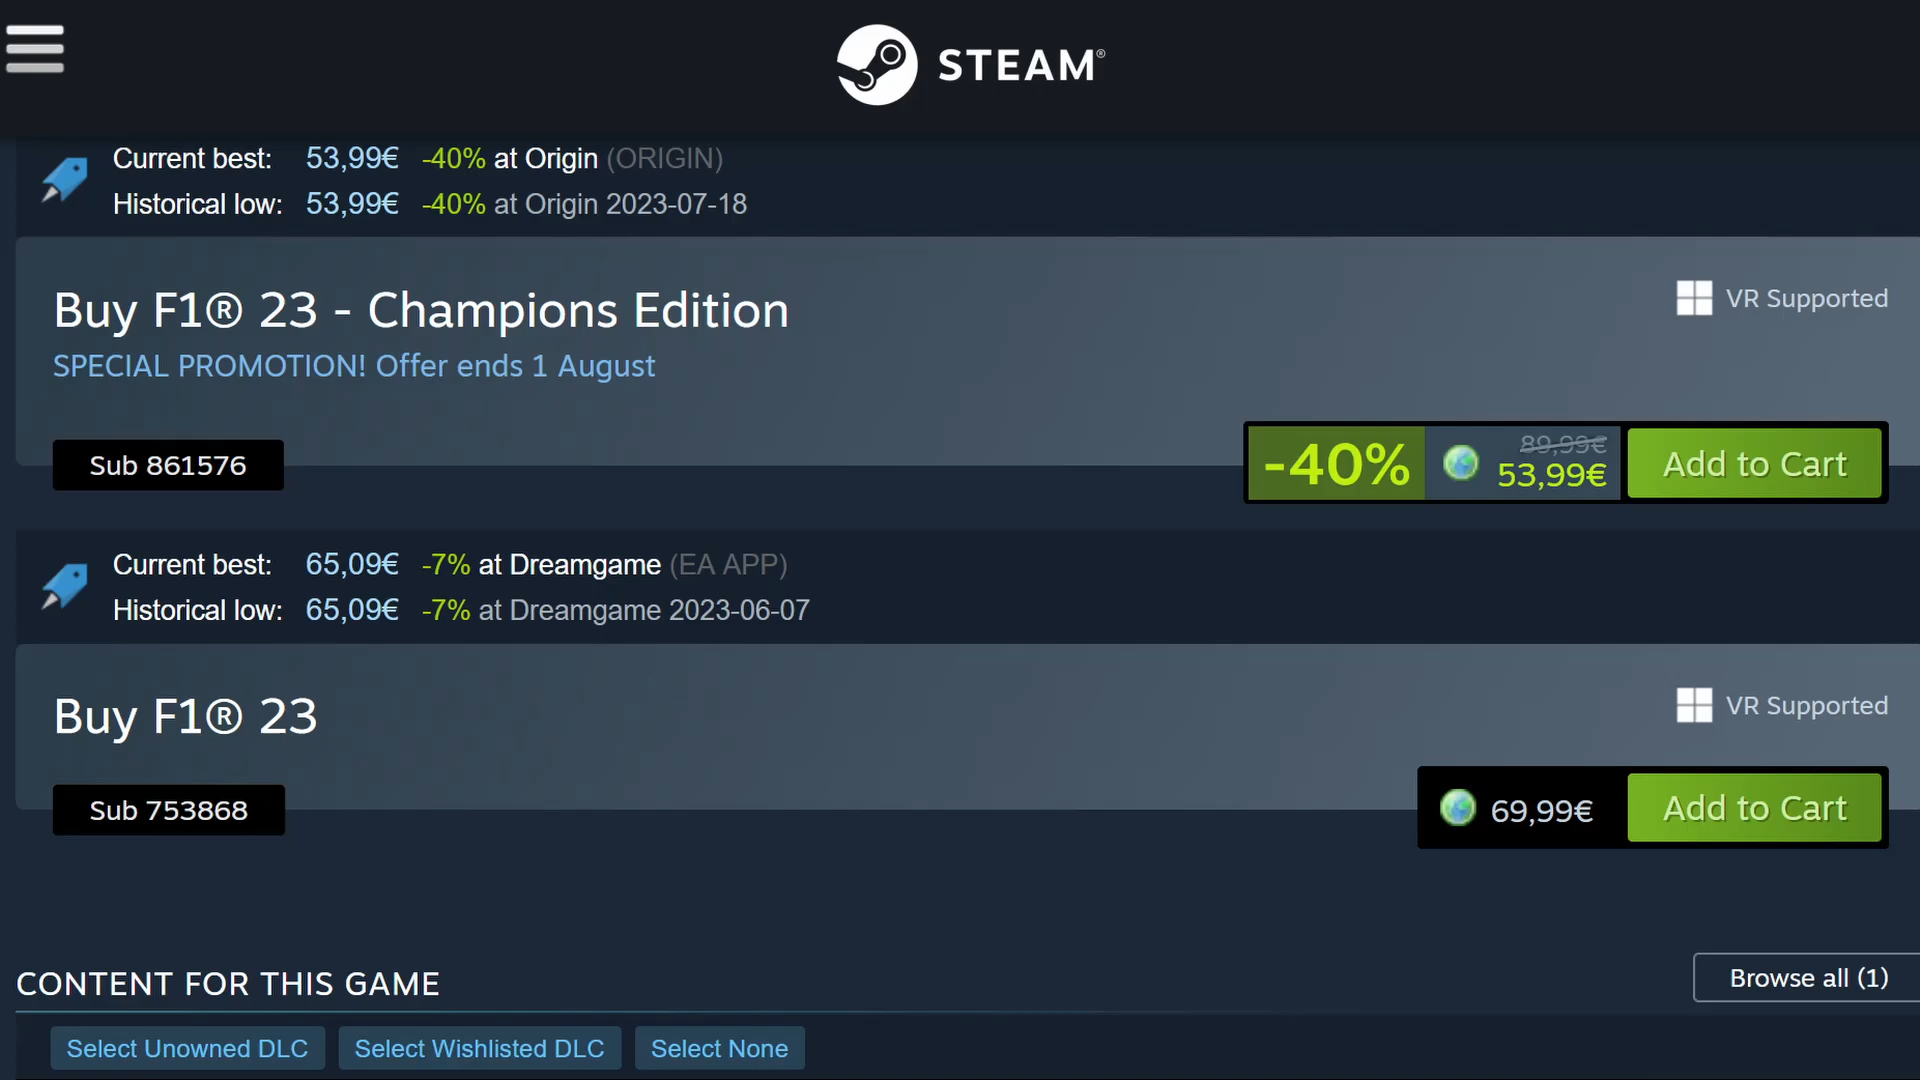 STEAM®
Current best: 53,99€ -40% at Origin (ORIGIN)
Historical low: 53,99€ -40% at Origin 2023-07-18
Buy F1® 23 - Champions Edition
VR Supported
SPECIAL PROMOTION! Offer ends 1 August
Sub 861576
-40%
89,99€
53,99€
Add to Cart
Current best: 65,09€ -7% at Dreamgame (EA APP)
Historical low: 65,09€ -7% at Dreamgame 2023-06-07
Buy F1® 23
VR Supported
Sub 753868
69,99€
Add to Cart
CONTENT FOR THIS GAME
Browse all (1)
Select Unowned DLC
Select Wishlisted DLC
Select None